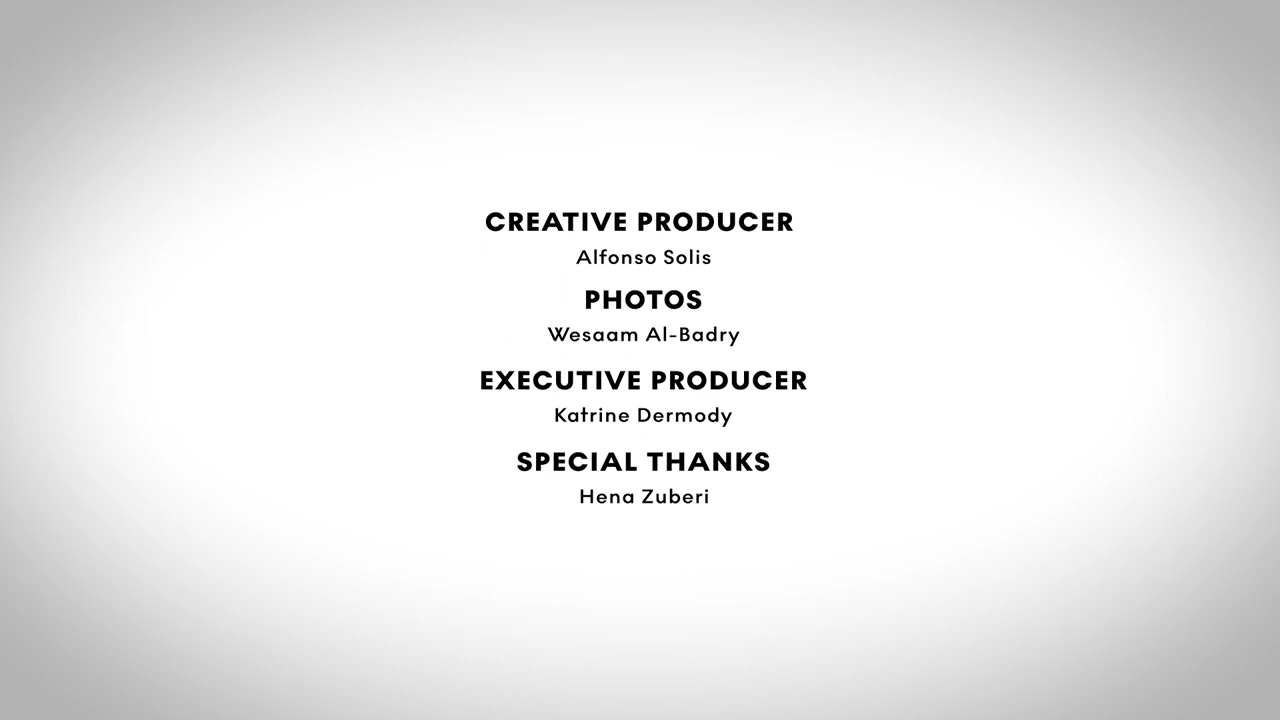 CREATIVE PRODUCER
Alfonso Solis
PHOTOS
Wesaam Al-Badry
EXECUTIVE PRODUCER
Katrine Dermody
SPECIAL THANKS
Hena Zuberi